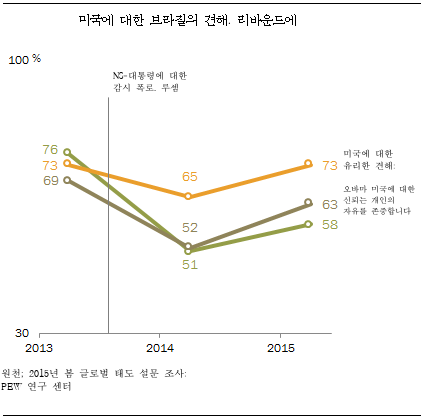 미국에 대한 브라질의 견해. 리바운드에
100 %
NS-대통령에 대한
감시 폭로, 루셀
76
73
69
65
52
51
73
63
58
미국에 대한
유리한 견해:
오바마 미국에 대한
신뢰는 개인의
자유를 존중합니다
30
2013
2014
2015
원천; 2015년 봄 글로벌 태도 설문 조사:
PEW 연구 센터